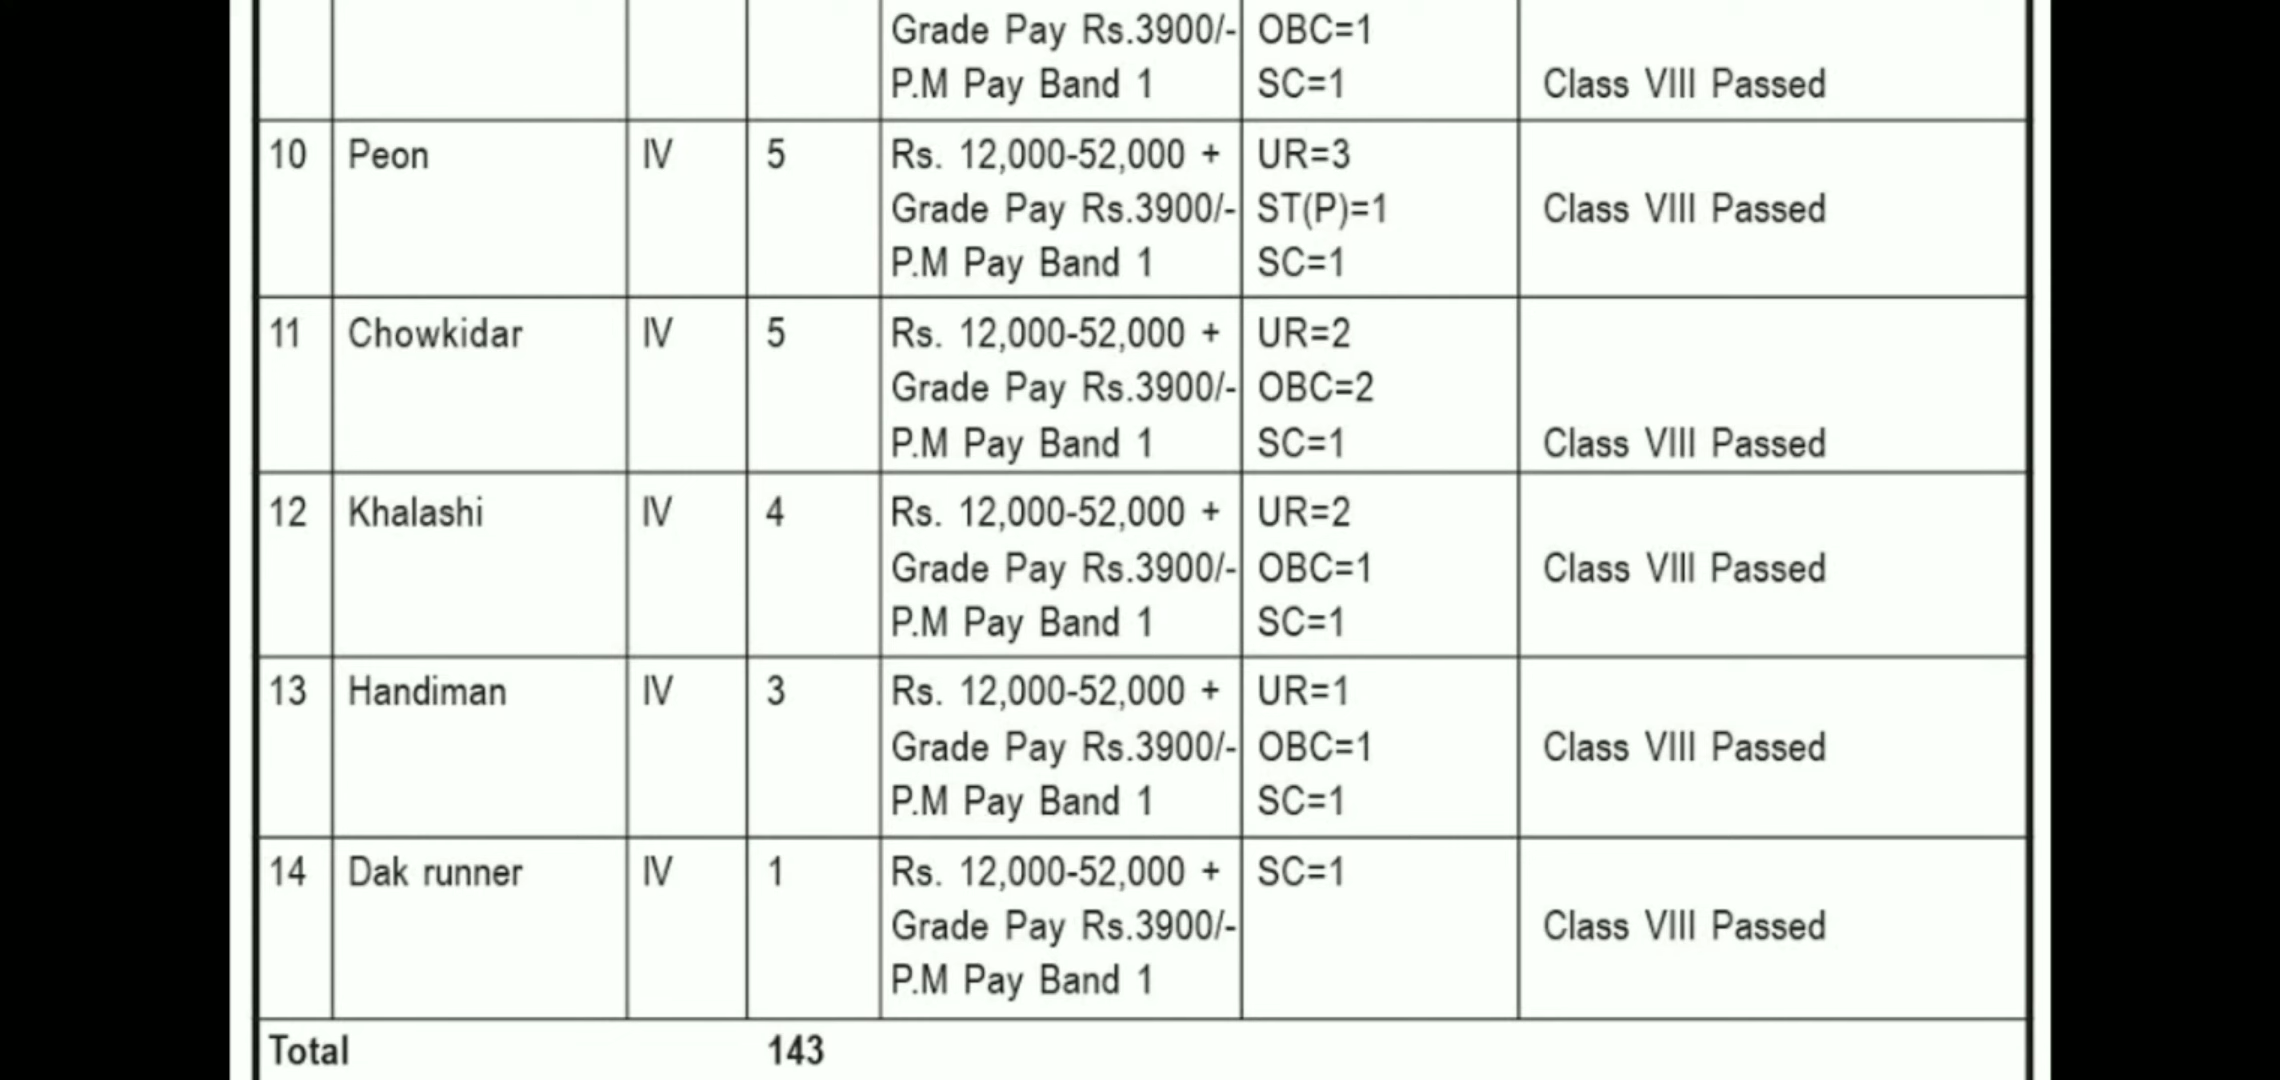 Grade Pay Rs.3900/- OBC=1
P.M Pay Band 1 SC=1 Class VIII Passed
10 Peon IV 5 Rs. 12,000-52,000 + UR=3
Grade Pay Rs.3900/- ST(P)=1 Class VIII Passed
P.M Pay Band 1 SC=1
11 Chowkidar IV 5 Rs. 12,000-52,000 + UR=2
Grade Pay Rs.3900/- OBC=2
P.M Pay Band 1 SC=1 Class VIII Passed
12 Khalashi IV 4 Rs. 12,000-52,000 + UR=2
Grade Pay Rs.3900/- OBC=1 Class VIII Passed
P.M Pay Band 1 SC=1
13 Handiman IV 3 Rs. 12,000-52,000 + UR=1
Grade Pay Rs.3900/- OBC=1 Class VIII Passed
P.M Pay Band 1 SC=1
14 Dak runner IV 1 Rs. 12,000-52,000 + SC=1
Grade Pay Rs.3900/- Class VIII Passed
P.M Pay Band 1
Total 143